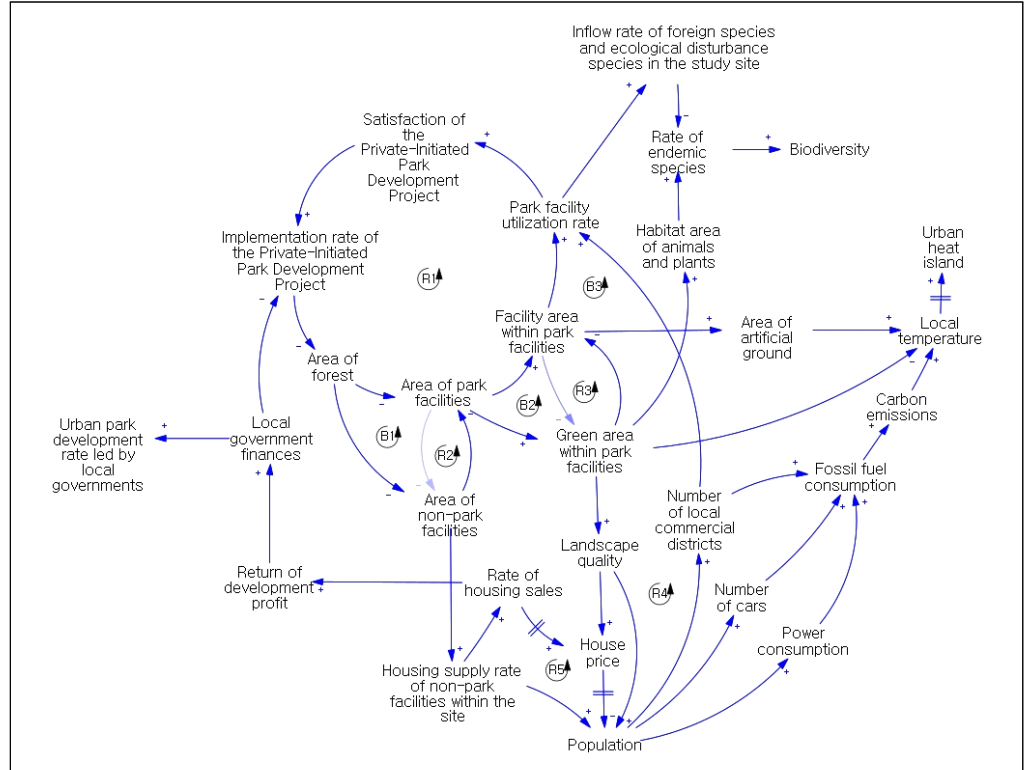 Inflow rate of foreign species
and ecological disturbance
species in the study site
Satisfaction of
the
Private-Initiated
Park
Development
Project
Rate of
endemic
species
Biodiversity
Park facility
utilization rate
Habitat area
of animals
and plants
Urban
heat
island
Implementation rate of
the Private-Initiated
Park Development
Project
R1
B3
Facility area
within park
facilities
Area of
artificial
ground
Local
temperature
Area of
forest
Area of park
facilities
B2
R3
Carbon
emissions
Urban park
development
rate led by
local
governments
Local
government
finances
B1
R2
Green area
within park
facilities
Fossil fuel
consumption
Area of
non-park
facilities
Number
of local
commercial
districts
Landscape
quality
Return of
development
profit
Rate of
housing sales
R4
Number
of cars
House
price
Power
consumption
R5
Housing supply rate
of non-park
facilities within the
site
Population